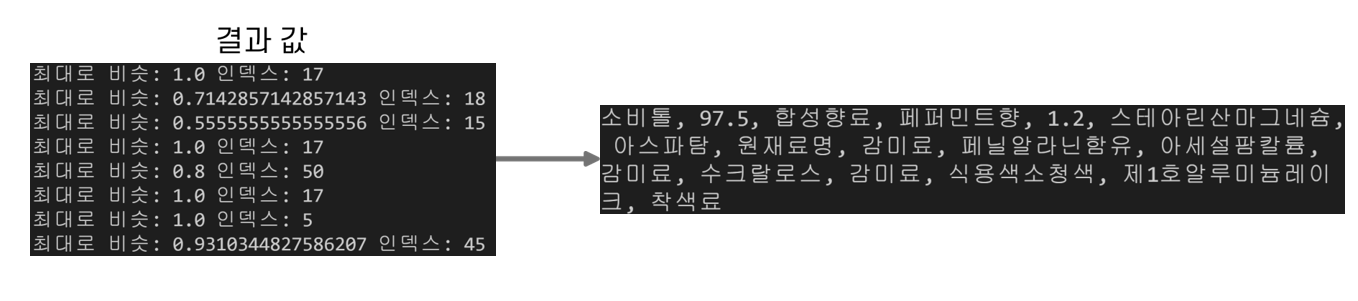 결과 값
최대로 비슷: 1.0 인덱스: 17
최대로 비슷: 0.7142857142857143 인덱스: 18
최대로 비슷: 0.5555555555555556 인덱스: 15
최대로 비슷: 1.0 인덱스: 17
최대로 비슷: 0.8 인덱스: 50
최대로 비슷: 1.0 인덱스: 17
최대로 비슷: 1.0 인덱스: 5
최대로 비슷: 0.9310344827586207 인덱스: 45
소비톨, 97.5, 합성향료, 페퍼민트향, 1.2, 스테아린산마그네슘,
아스파탐, 원재료명, 감미료, 페닐알라닌함유, 아세설팜칼륨,
감미료, 수크랄로스, 감미료, 식용색소청색, 제1호알루미늄레이
크, 착색료